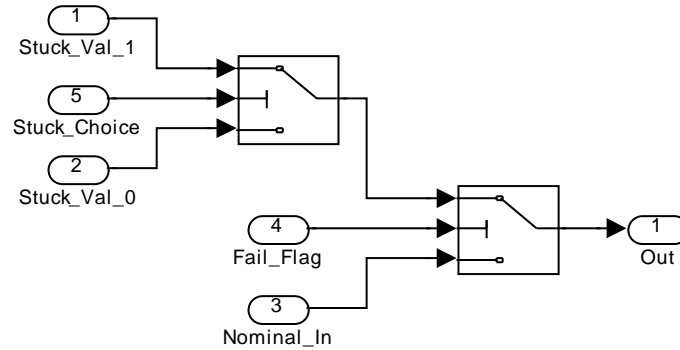 1
Stuck_Val_1
5
Stuck_Choice
2
Stuck_Val_0
4
Fail_Flag
1
Out
3
Nominal_In